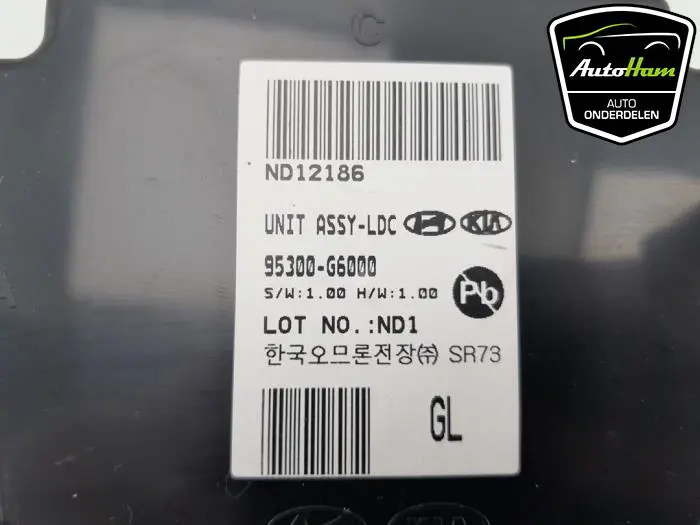 C
AutoHam
AUTO
ONDERDELEN
ND12186
UNIT ASSY-LDC KIA
95300-G6000
S/W:1.00 H/W:1.00 Pb
LOT NO.:ND1
한국오므론전장㈜ SR73
GL